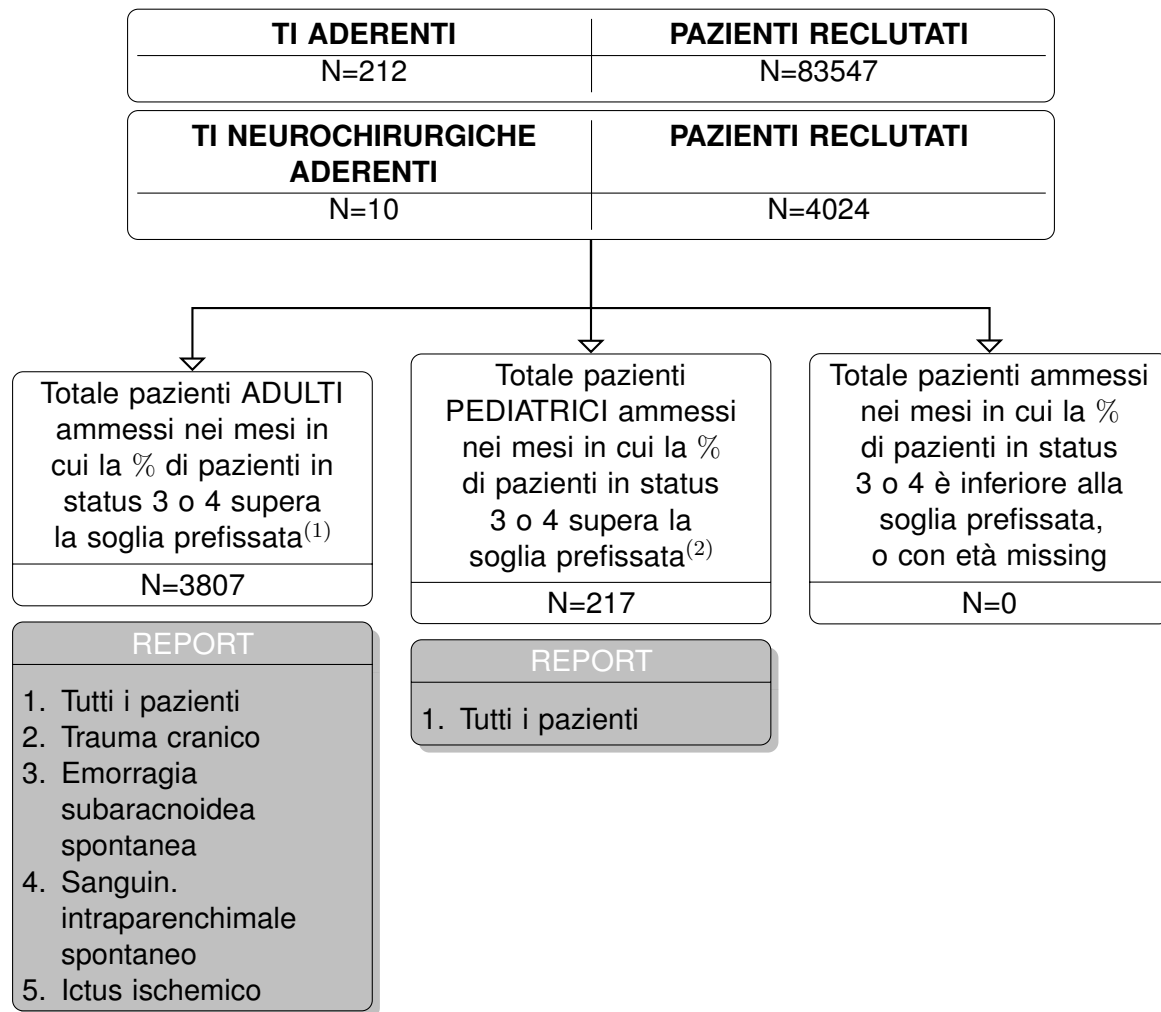 TI ADERENTI
PAZIENTI RECLUTATI
N=212
N=83547
TI NEUROCHIRURGICHE
ADERENTI
PAZIENTI RECLUTATI
N=10
N=4024
Totale pazienti ADULTI
ammessi nei mesi in
cui la % di pazienti in
status 3 o 4 supera
la soglia prefissata(1)
N=3807
REPORT
1. Tutti i pazienti
2. Trauma cranico
3. Emorragia
subaracnoidea
spontanea
4. Sanguin.
intraparenchimale
spontaneo
5. Ictus ischemico
Totale pazienti
PEDIATRICI ammessi
nei mesi in cui la %
di pazienti in status
3 o 4 supera la
soglia prefissata(2)
N=217
REPORT
1. Tutti i pazienti
Totale pazienti ammessi
nei mesi in cui la %
di pazienti in status
3 o 4 è inferiore alla
soglia prefissata,
o con età missing
N=0